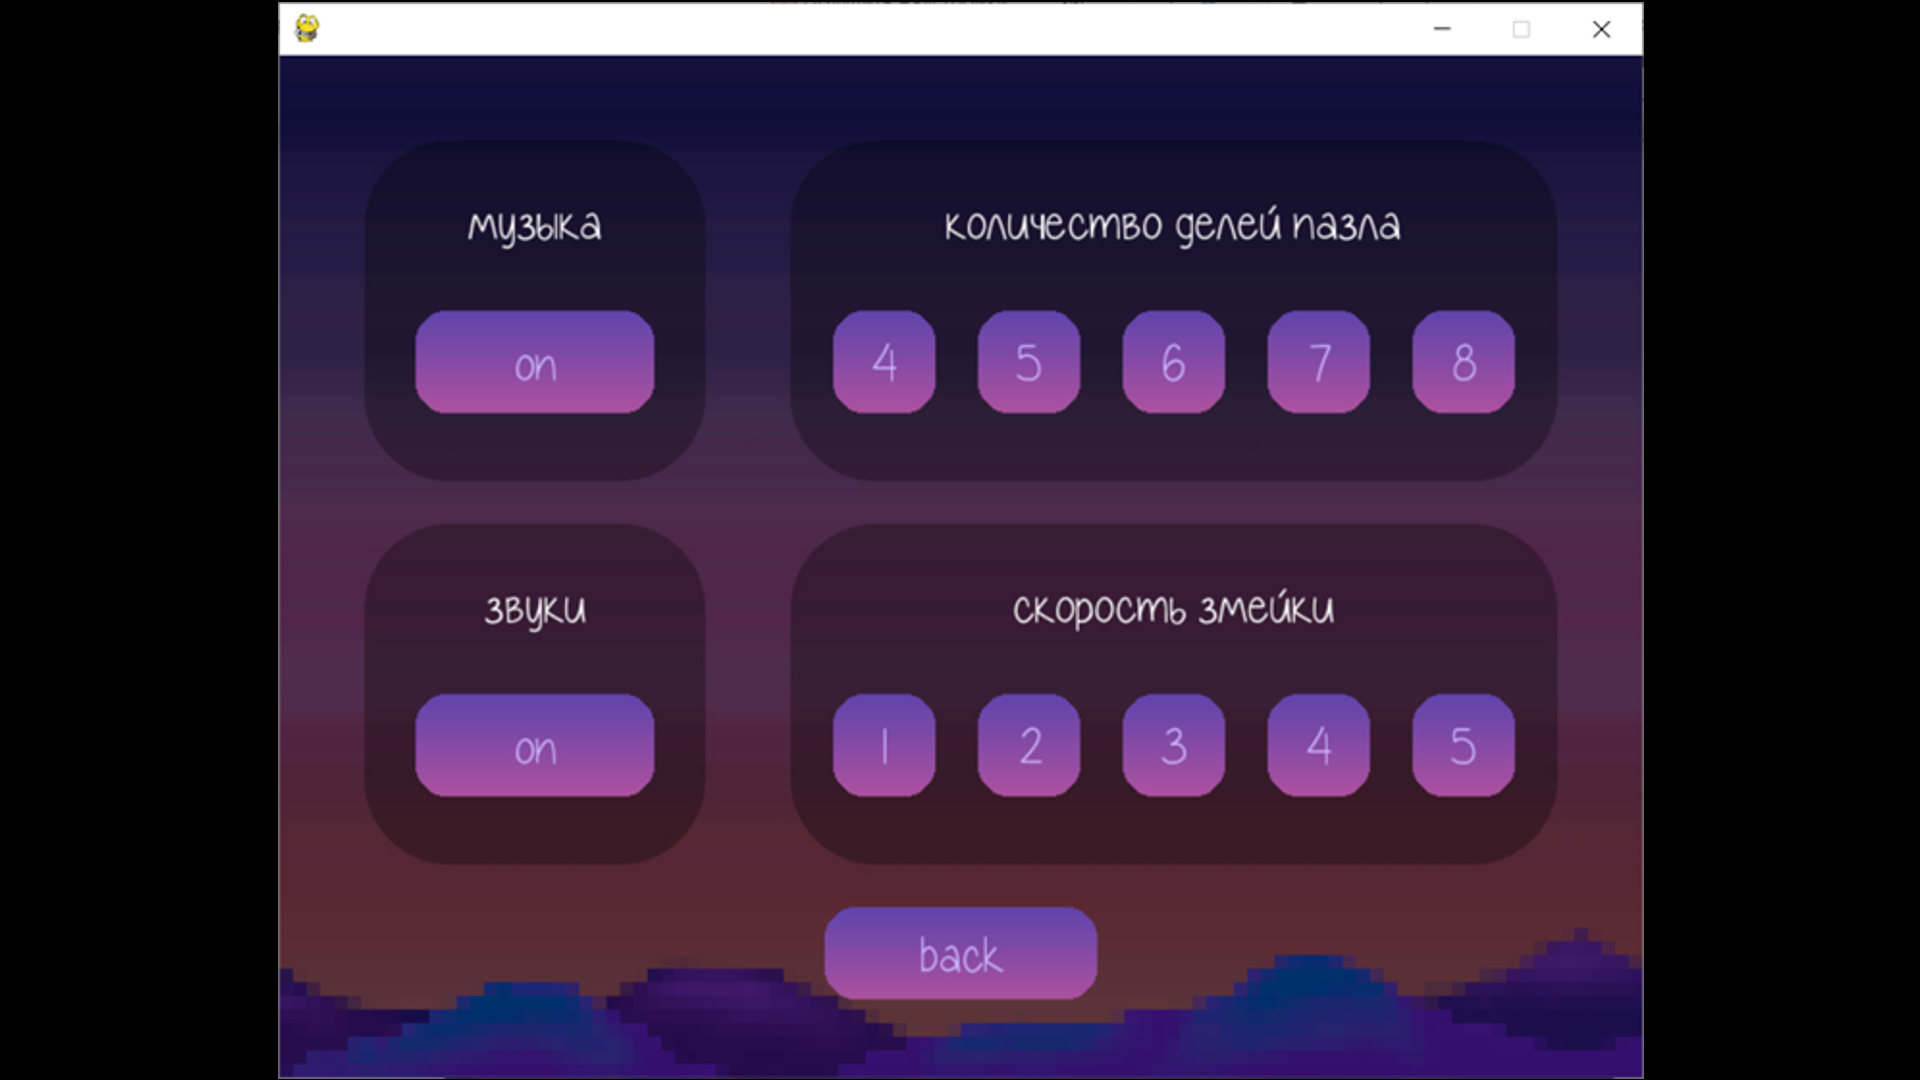 музыка
on
количество делей пазла
4 5 6 7 8
звуки
on
скорость змейки
1 2 3 4 5
back